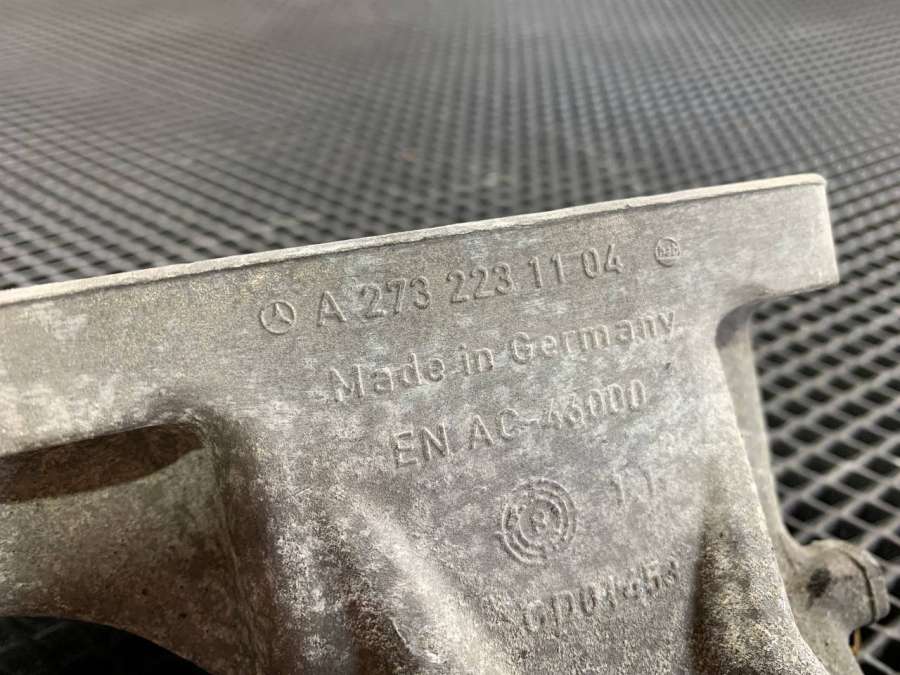 A 273 223 11 04
Made in Germany
EN AC-46000